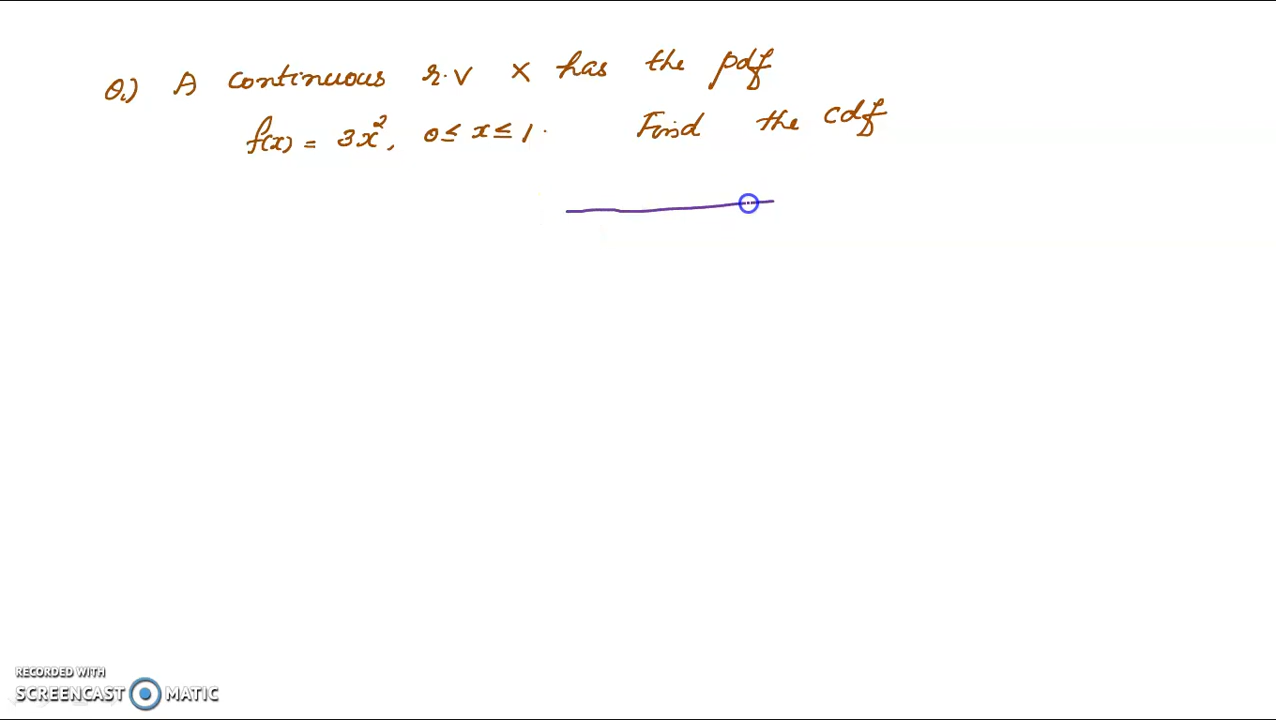 Q.) A continuous r.v X has the pdf
f(x) = 3x², 0 ≤ x ≤ 1. Find the cdf
RECORDED WITH
SCREENCAST MATIC